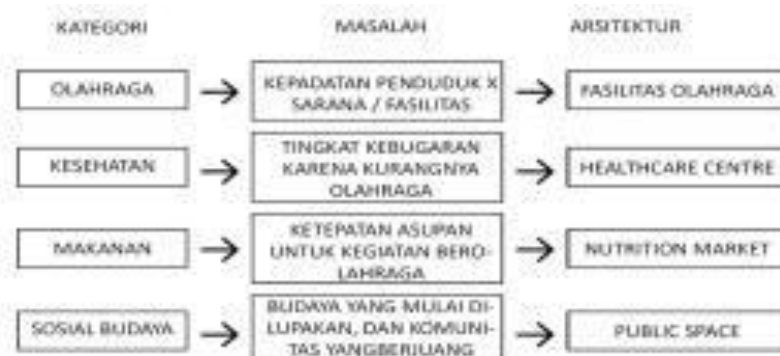 KATEGORI MASALAH ARSITEKTUR
OLAHRAGA
KEPADATAN PENDUDUK X
SARANA / FASILITAS
FASILITAS OLAHRAGA
KESEHATAN
TINGKAT KEBUGARAN
KARENA KURANGNYA
OLAHRAGA
HEALTHCARE CENTRE
MAKANAN
KETEPATAN ASUPAN
UNTUK KEGIATAN BERO-
LAHRAGA
NUTRITION MARKET
SOSIAL BUDAYA
BUDAYA YANG MULAI DI-
LUPAKAN, DAN KOMUNI-
TAS YANGBERJUANG
PUBLIC SPACE